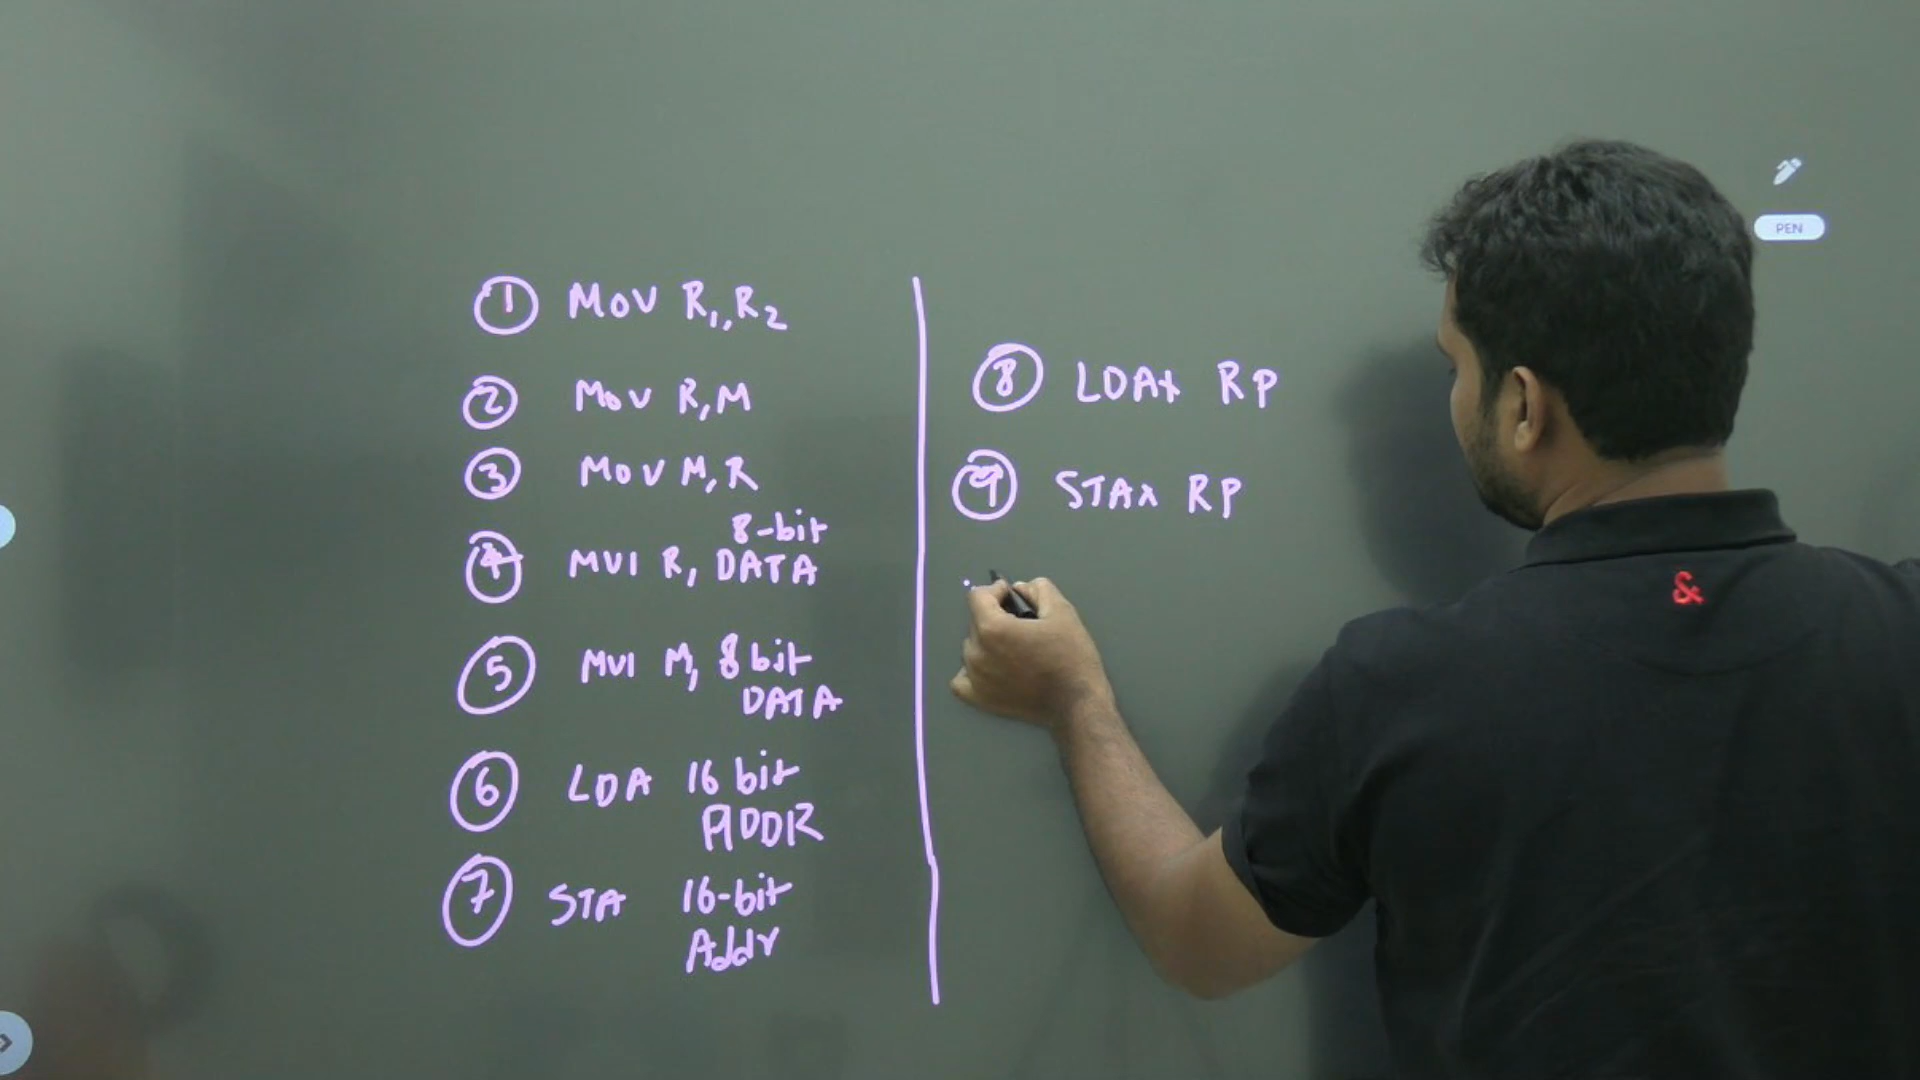 ① MOV R1, R2
② MOV R, M
③ MOV M, R
8-bit
④ MVI R, DATA
⑤ MVI M, 8 bit
DATA
⑥ LDA 16 bit
ADDR
⑦ STA 16-bit
Addr
⑧ LDAX RP
⑨ STAX RP
&
PEN